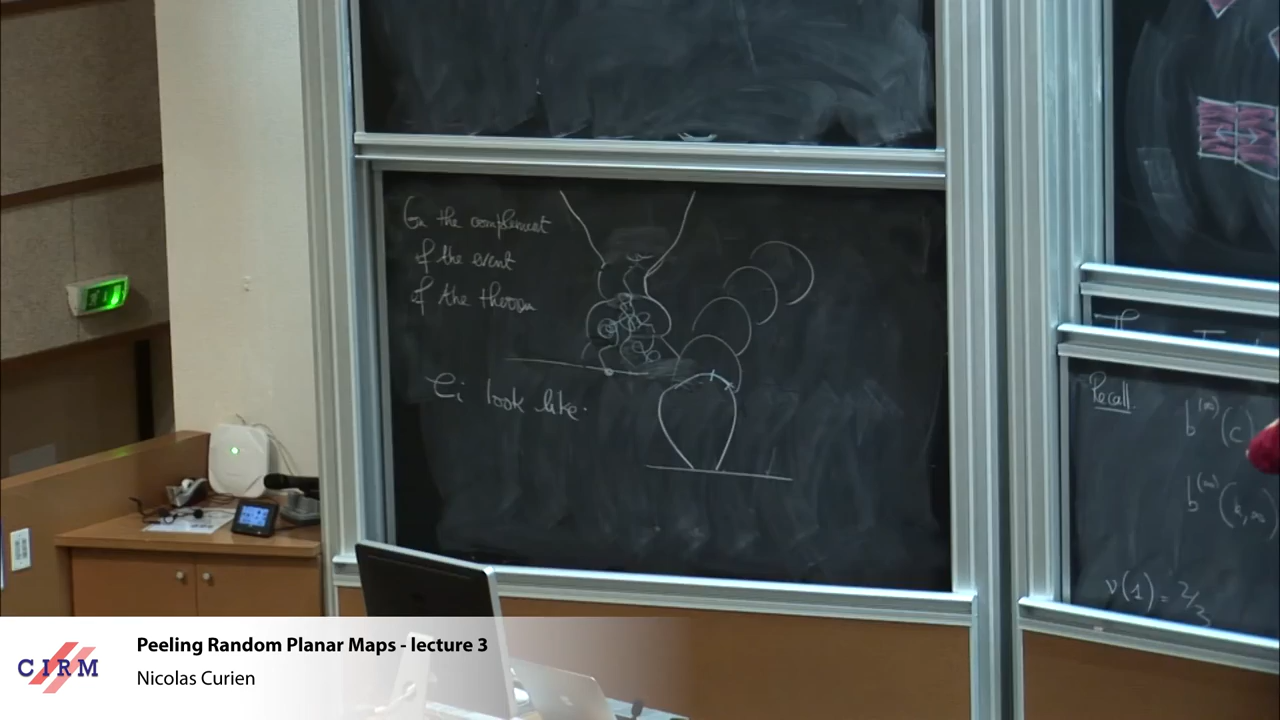 On the complement
of the event
of the theorem
Ci look like.
Recall.
b^(∞)(c)
b^(∞)(k,∞)
ν(1) = 2/3
CIRM
Peeling Random Planar Maps - lecture 3
Nicolas Curien